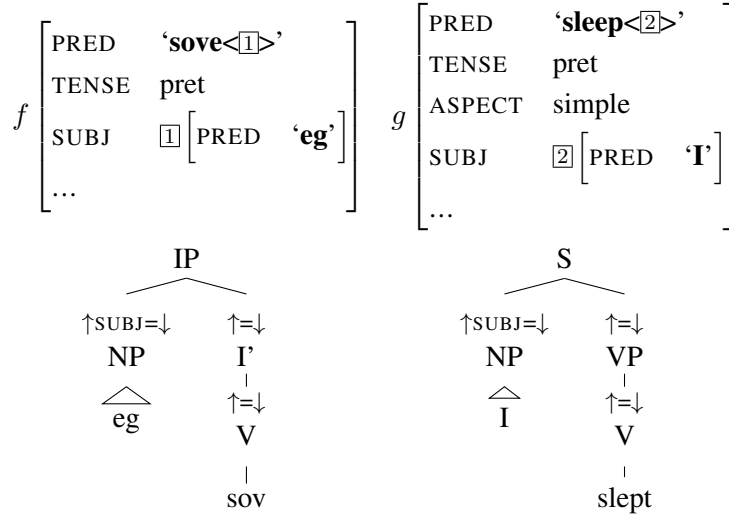 f
PRED ‘sove<1>’
TENSE pret
SUBJ 1 [PRED ‘eg’]
...
g
PRED ‘sleep<2>’
TENSE pret
ASPECT simple
SUBJ 2 [PRED ‘I’]
...
IP
↑SUBJ=↓ ↑=↓
NP I’
↑=↓
eg
V
sov
S
↑SUBJ=↓ ↑=↓
NP VP
↑=↓
I
V
slept